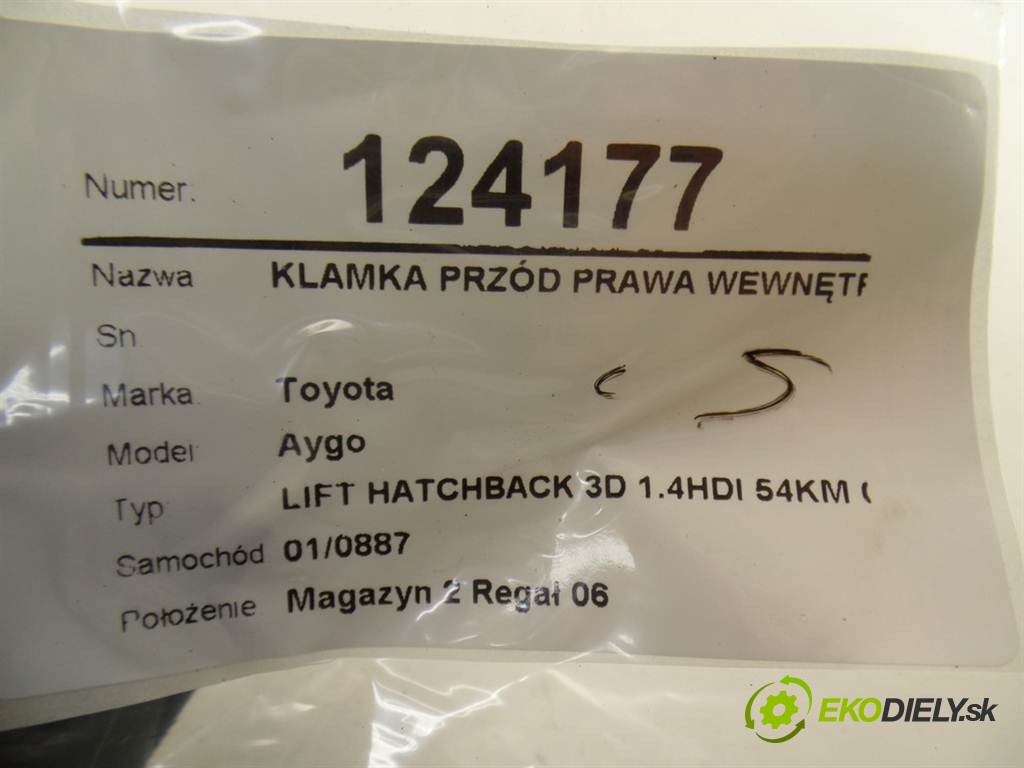 Numer: 124177
Nazwa KLAMKA PRZÓD PRAWA WEWNĘTR
Sn.
Marka Toyota
Model Aygo
Typ LIFT HATCHBACK 3D 1.4HDI 54KM (
Samochód 01/0887
Położenie Magazyn 2 Regał 06
EKODIELY.sk